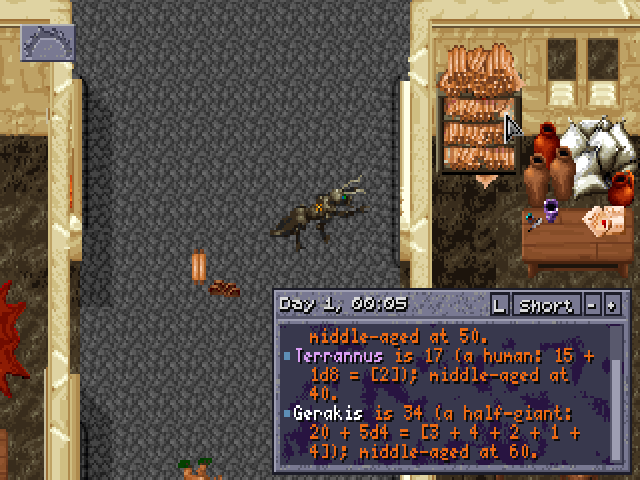 Day 1, 00:05
L
Short
-
+
middle-aged at 50.
Terrannus is 17 (a human: 15 +
1d8 = [2]); middle-aged at
40.
Gerakis is 34 (a half-giant:
20 + 5d4 = [3 + 4 + 2 + 1 +
4]); middle-aged at 60.